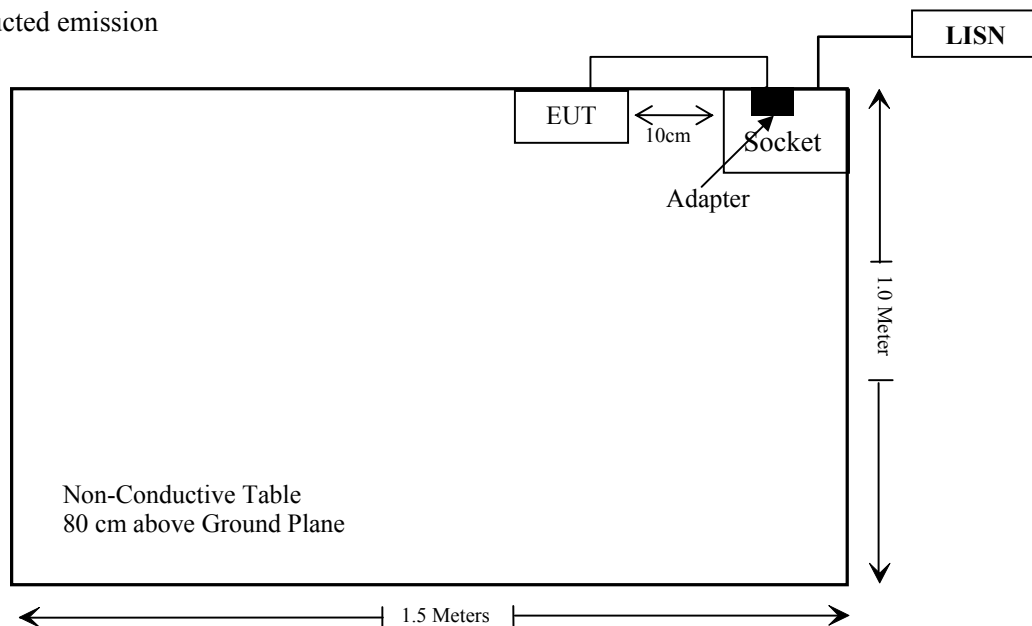 ucted emission
LISN
EUT
10cm
Socket
Adapter
1.0 Meter
Non-Conductive Table
80 cm above Ground Plane
1.5 Meters